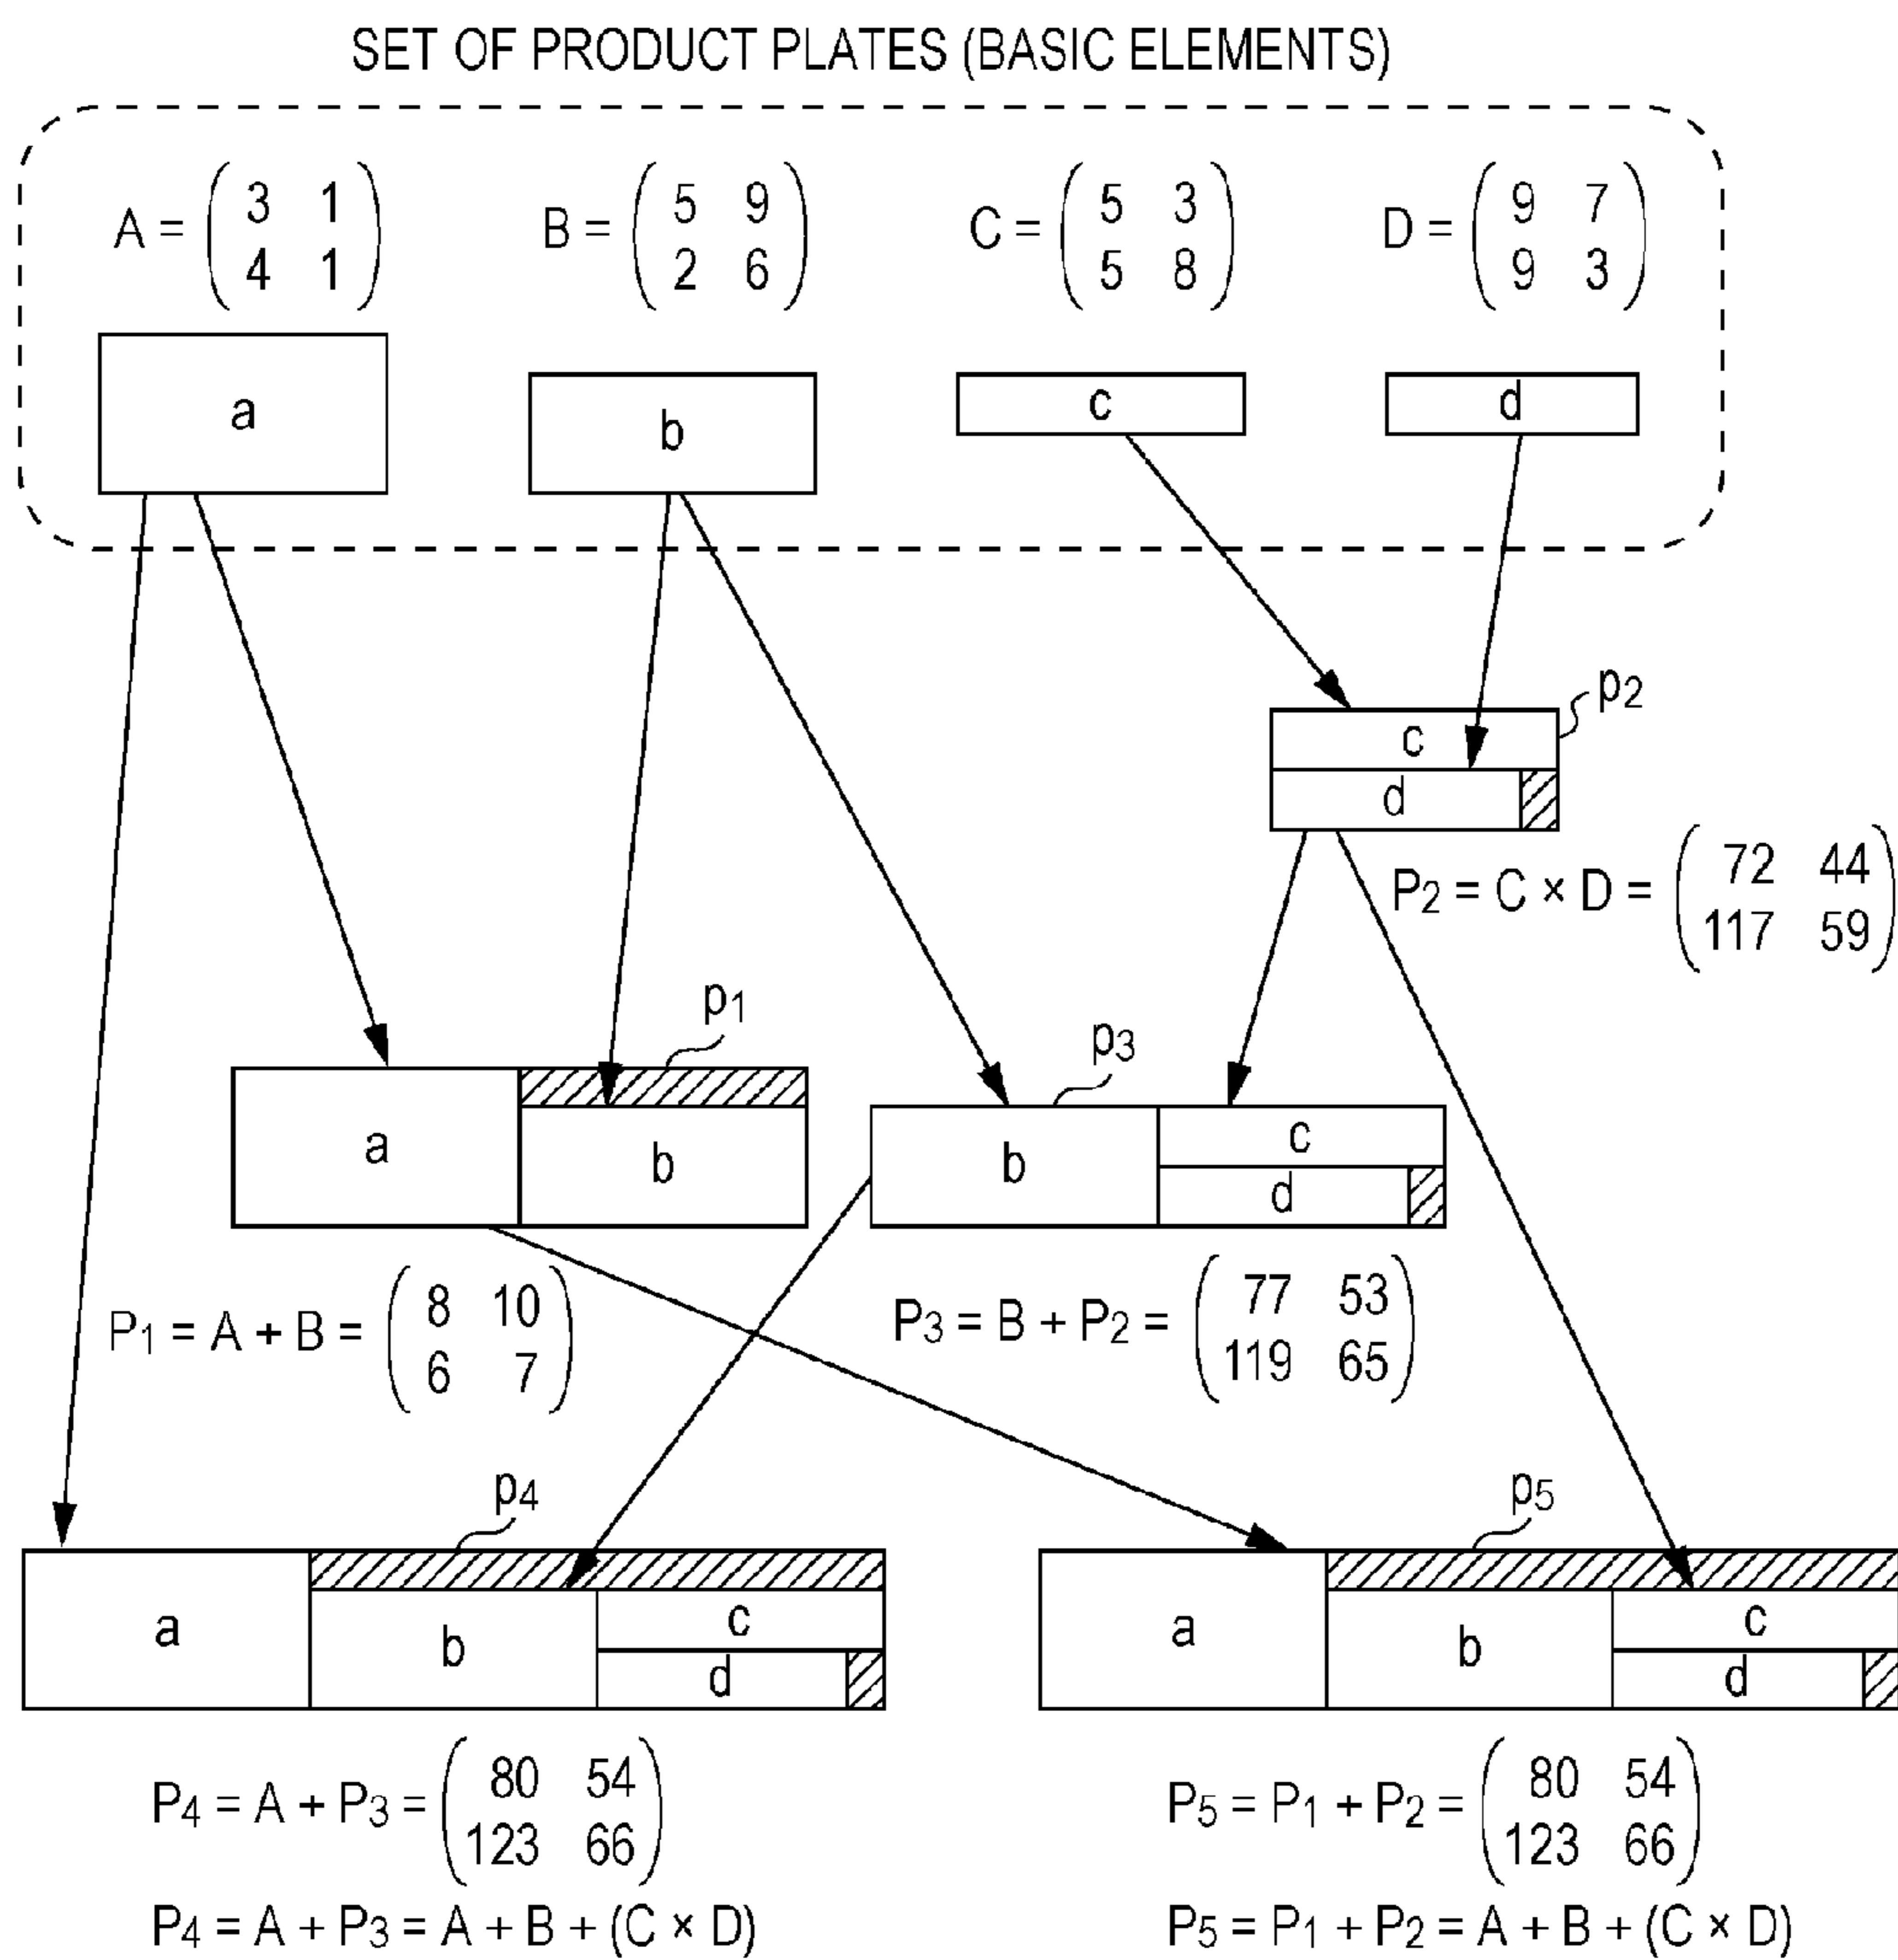 SET OF PRODUCT PLATES (BASIC ELEMENTS)
A = ( 3 1 4 1 ) B = ( 5 9 2 6 ) C = ( 5 3 5 8 ) D = ( 9 7 9 3 )
a b c d
p2
c
d
P2 = C × D = ( 72 44 117 59 )
p1 p3
a b b c
d
P1 = A + B = ( 8 10 6 7 ) P3 = B + P2 = ( 77 53 119 65 )
p4 p5
a b c a b c
d d
P4 = A + P3 = ( 80 54 123 66 ) P5 = P1 + P2 = ( 80 54 123 66 )
P4 = A + P3 = A + B + (C × D) P5 = P1 + P2 = A + B + (C × D)